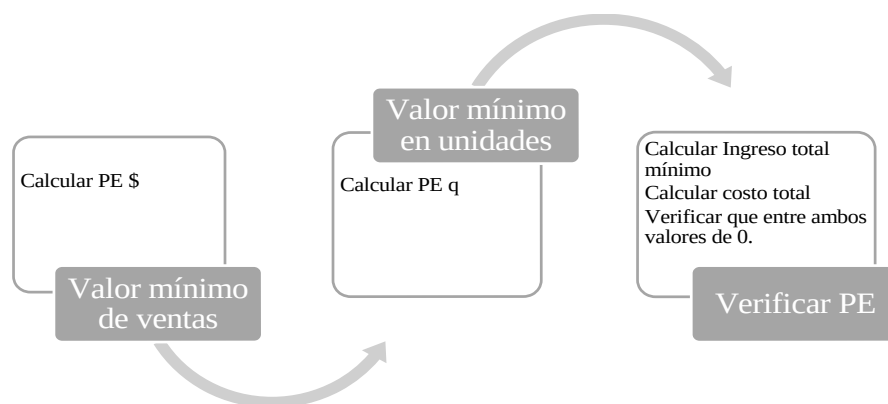 Calcular PE $
Valor mínimo
de ventas
Valor mínimo
en unidades
Calcular PE q
Calcular Ingreso total
mínimo
Calcular costo total
Verificar que entre ambos
valores de 0.
Verificar PE